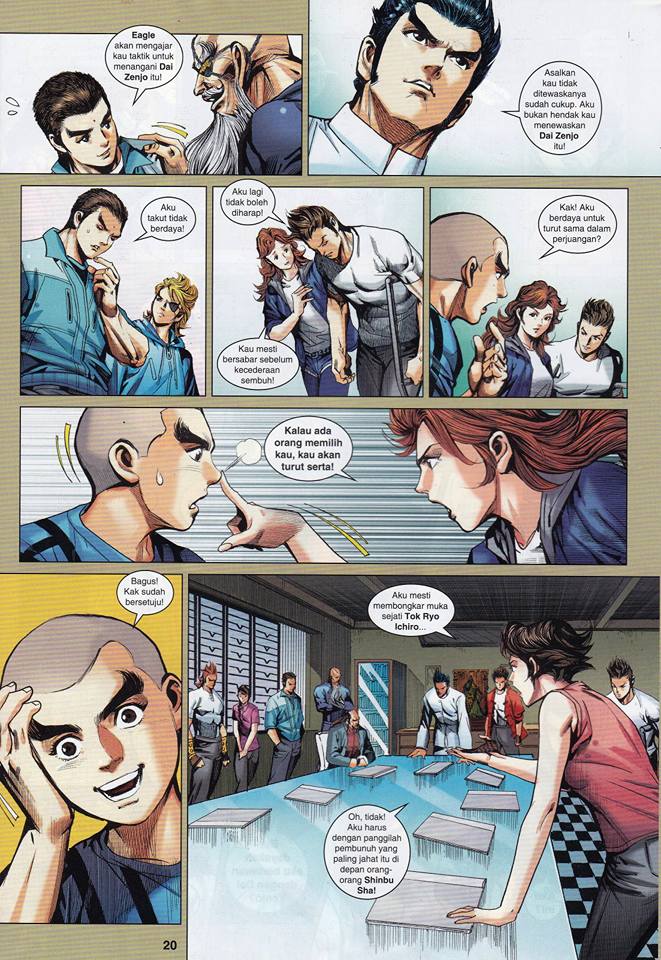 Eagle
akan mengajar
kau taktik untuk
menangani Dai
Zenjo itu!
Asalkan
kau tidak
ditewaskanya
sudah cukup. Aku
bukan hendak kau
menewaskan
Dai Zenjo
itu!
Aku
takut tidak
berdaya!
Aku lagi
tidak boleh
diharap!
Kau mesti
bersabar sebelum
kecederaan
sembuh!
Kak! Aku
berdaya untuk
turut sama dalam
perjuangan?
Kalau ada
orang memilih
kau, kau akan
turut serta!
Bagus!
Kak sudah
bersetuju!
Aku mesti
membongkar muka
sejati Tok Ryo
Ichiro...
Oh, tidak!
Aku harus
dengan panggilah
pembunuh yang
paling jahat itu di
depan orang-
orang Shinbu
Sha!
20